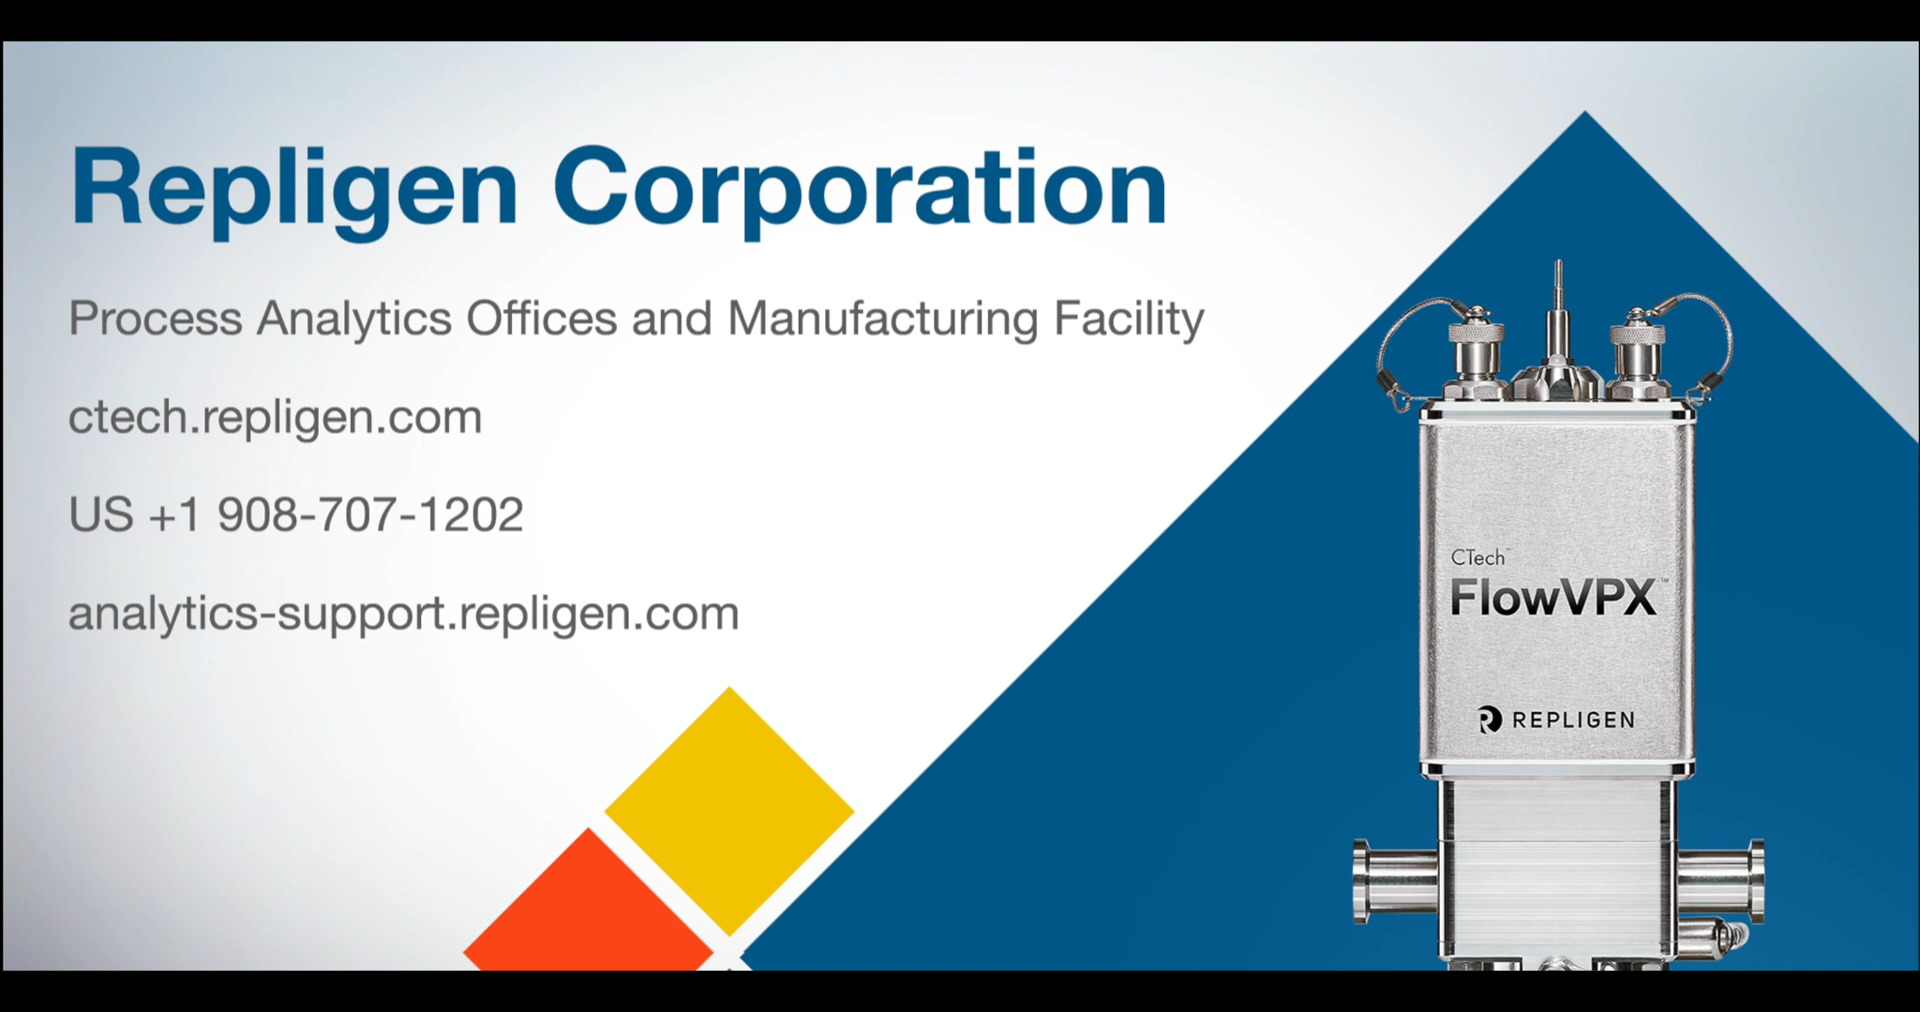 Repligen Corporation
Process Analytics Offices and Manufacturing Facility
ctech.repligen.com
US +1 908-707-1202
analytics-support.repligen.com
CTech™
FlowVPX™
REPLIGEN